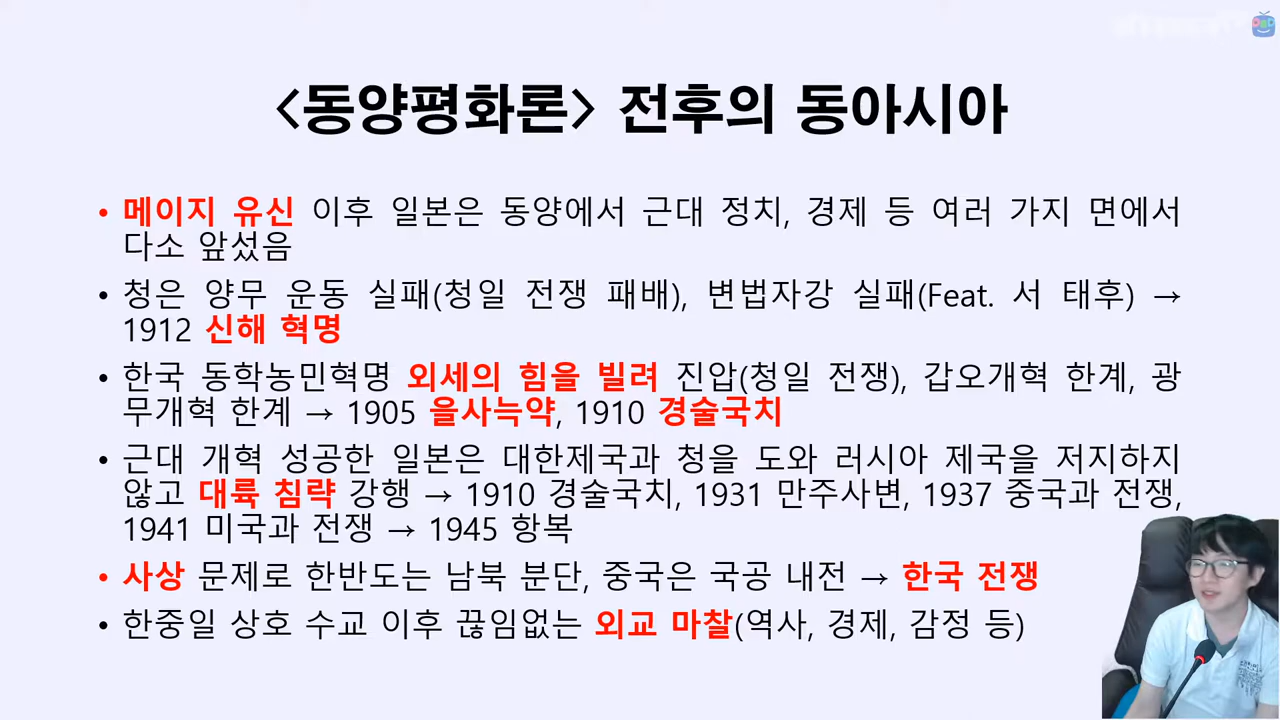 <동양평화론> 전후의 동아시아
• 메이지 유신 이후 일본은 동양에서 근대 정치, 경제 등 여러 가지 면에서
다소 앞섰음
• 청은 양무 운동 실패(청일 전쟁 패배), 변법자강 실패(Feat. 서 태후) →
1912 신해 혁명
• 한국 동학농민혁명 외세의 힘을 빌려 진압(청일 전쟁), 갑오개혁 한계, 광
무개혁 한계 → 1905 을사늑약, 1910 경술국치
• 근대 개혁 성공한 일본은 대한제국과 청을 도와 러시아 제국을 저지하지
않고 대륙 침략 강행 → 1910 경술국치, 1931 만주사변, 1937 중국과 전쟁,
1941 미국과 전쟁 → 1945 항복
• 사상 문제로 한반도는 남북 분단, 중국은 국공 내전 → 한국 전쟁
• 한중일 상호 수교 이후 끊임없는 외교 마찰(역사, 경제, 감정 등)